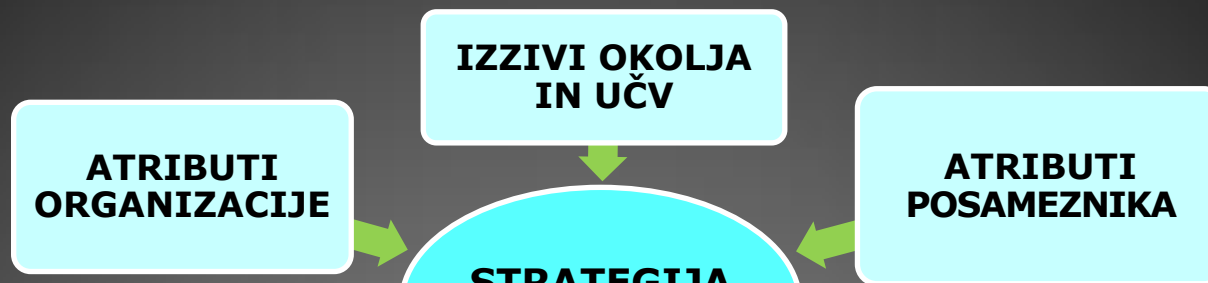 IZZIVI OKOLJA
IN UČV
ATRIBUTI
ORGANIZACIJE
ATRIBUTI
POSAMEZNIKA
STRATEGIJA